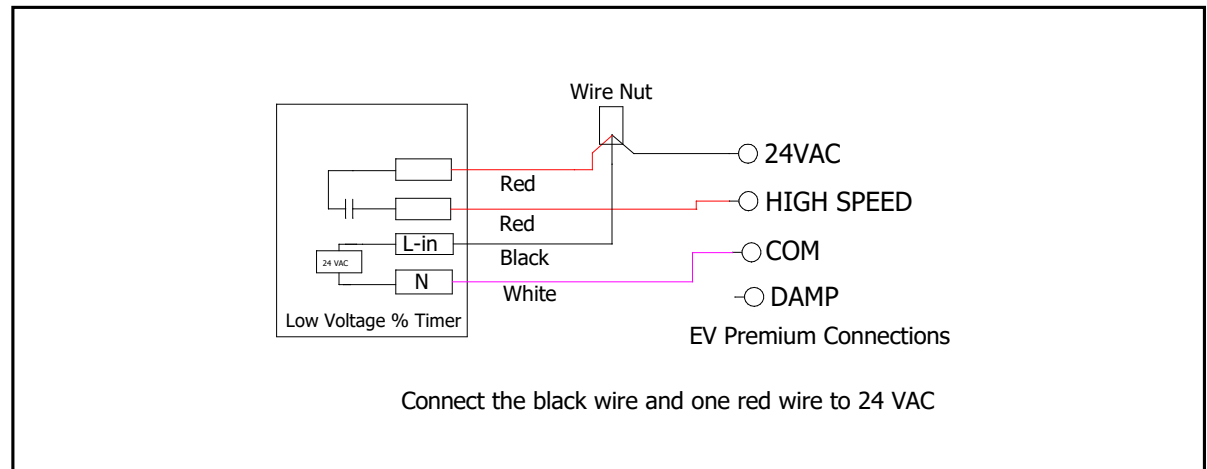 Wire Nut
24VAC
Red
HIGH SPEED
Red
L-in
Black
COM
24 VAC
N
White
DAMP
Low Voltage % Timer
EV Premium Connections
Connect the black wire and one red wire to 24 VAC